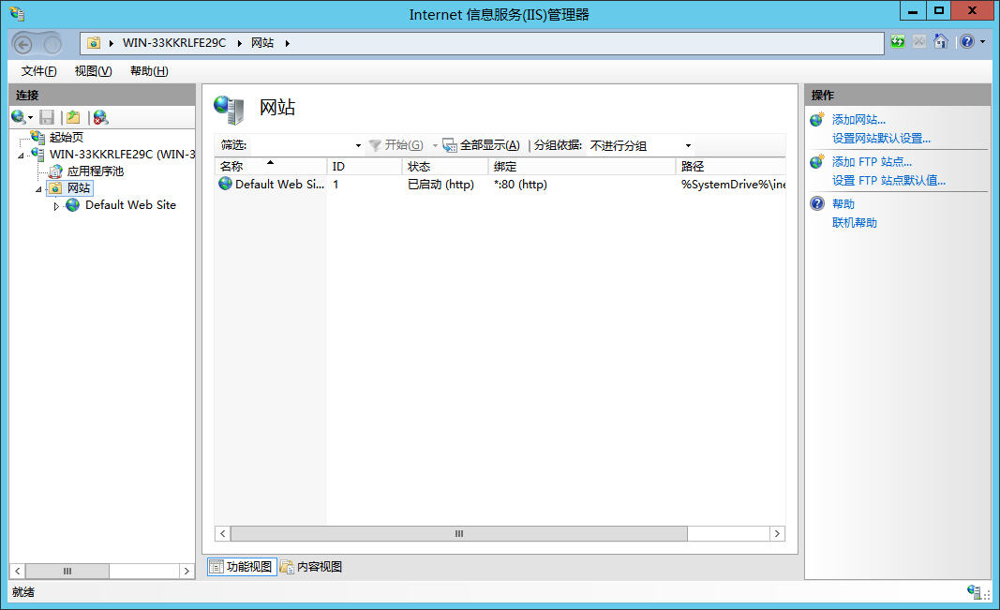 Internet 信息服务(IIS)管理器
WIN-33KKRLFE29C 网站
文件(F) 视图(V) 帮助(H)
连接
起始页
WIN-33KKRLFE29C (WIN-3
应用程序池
网站
Default Web Site
网站
筛选: 开始(G) 全部显示(A) 分组依据: 不进行分组
名称 ID 状态 绑定 路径
Default Web Si... 1 已启动 (http) *:80 (http) %SystemDrive%\ine
功能视图 内容视图
操作
添加网站...
设置网站默认设置...
添加 FTP 站点...
设置 FTP 站点默认值...
帮助
联机帮助
就绪